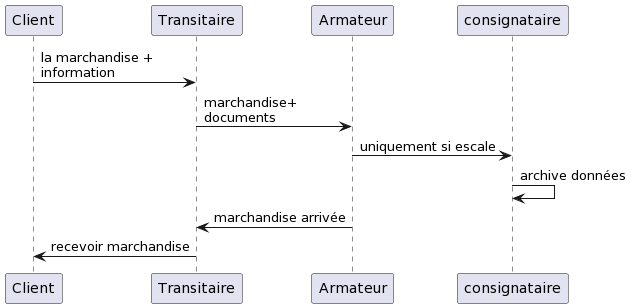 Client
Transitaire
Armateur
consignataire
la marchandise +
information
marchandise+
documents
uniquement si escale
archive données
marchandise arrivée
recevoir marchandise
Client
Transitaire
Armateur
consignataire